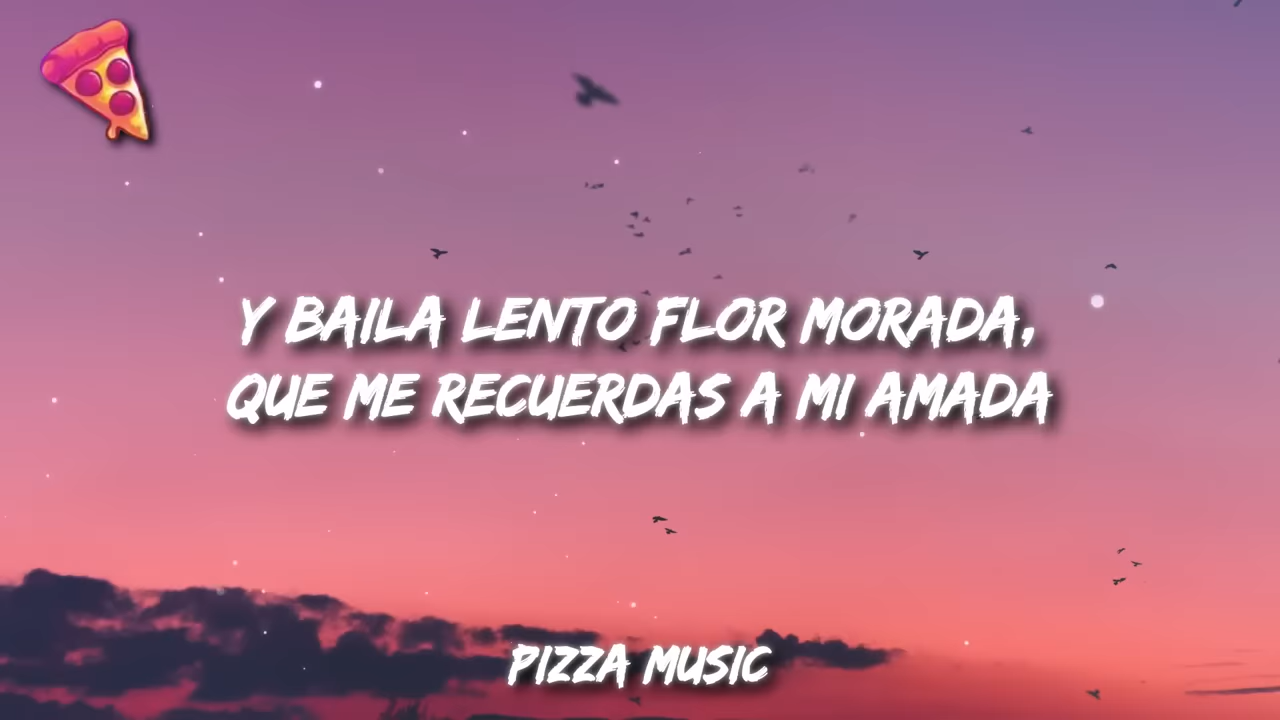 Y BAILA LENTO FLOR MORADA,
QUE ME RECUERDAS A MI AMADA
PIZZA MUSIC